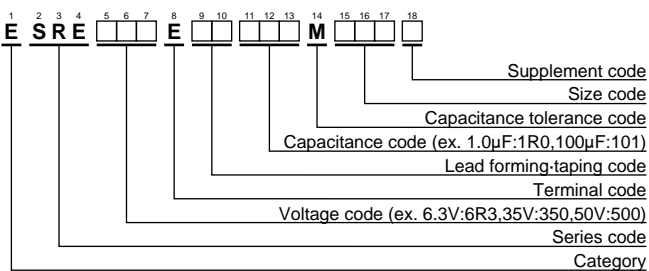 1 2 3 4 5 6 7 8 9 10 11 12 13 14 15 16 17 18
E SRE E M
Supplement code
Size code
Capacitance tolerance code
Capacitance code (ex. 1.0µF:1R0,100µF:101)
Lead forming·taping code
Terminal code
Voltage code (ex. 6.3V:6R3,35V:350,50V:500)
Series code
Category